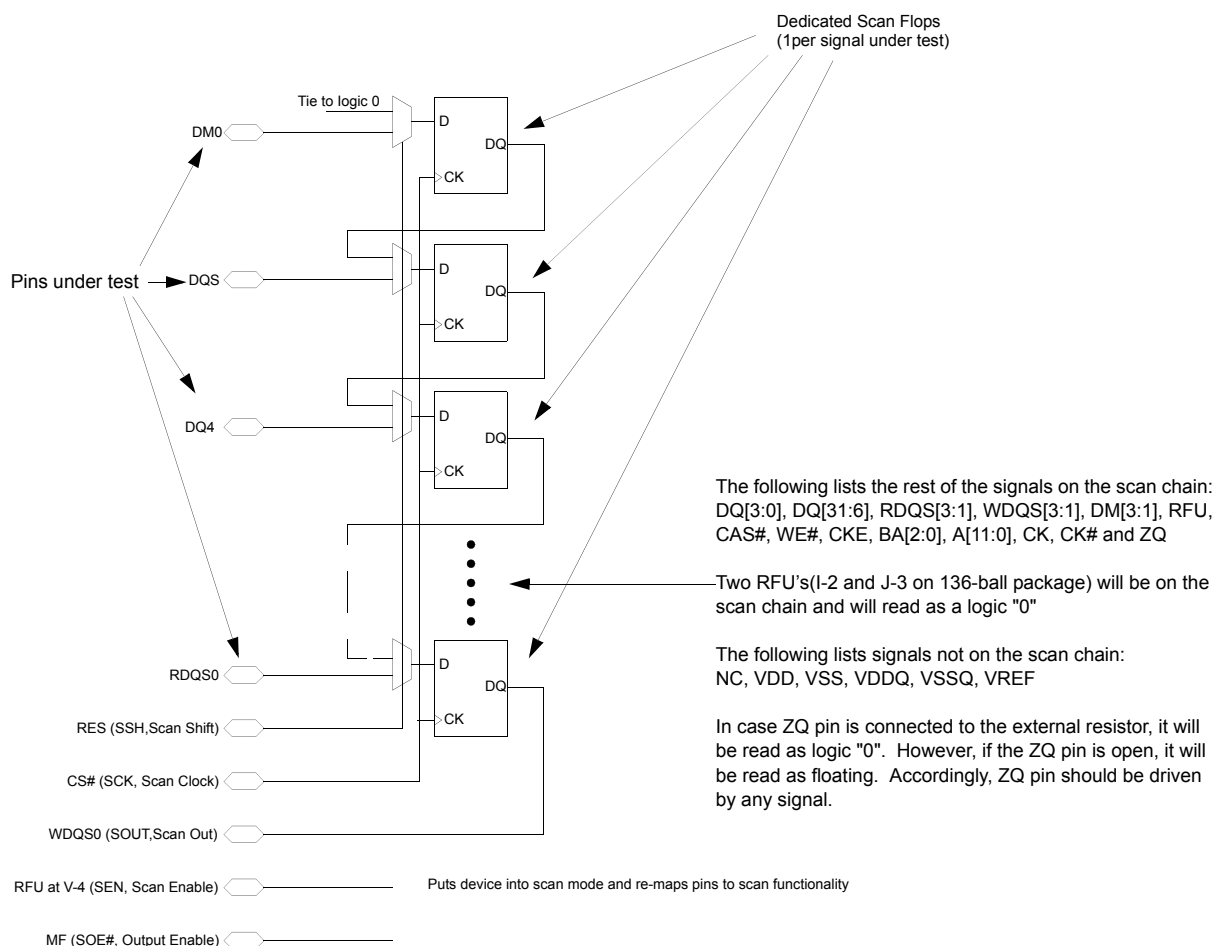 Dedicated Scan Flops
(1per signal under test)
Tie to logic 0
D
DM0
DQ
CK
D
Pins under test
DQS
DQ
CK
D
DQ4
DQ
CK
The following lists the rest of the signals on the scan chain:
DQ[3:0], DQ[31:6], RDQS[3:1], WDQS[3:1], DM[3:1], RFU,
CAS#, WE#, CKE, BA[2:0], A[11:0], CK, CK# and ZQ
Two RFU's(I-2 and J-3 on 136-ball package) will be on the
scan chain and will read as a logic "0"
The following lists signals not on the scan chain:
NC, VDD, VSS, VDDQ, VSSQ, VREF
In case ZQ pin is connected to the external resistor, it will
be read as logic "0".  However, if the ZQ pin is open, it will
be read as floating.  Accordingly, ZQ pin should be driven
by any signal.
D
RDQS0
DQ
CK
RES (SSH,Scan Shift)
CS# (SCK, Scan Clock)
WDQS0 (SOUT,Scan Out)
RFU at V-4 (SEN, Scan Enable)
Puts device into scan mode and re-maps pins to scan functionality
MF (SOE#, Output Enable)